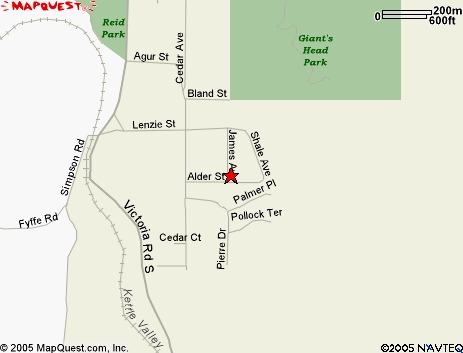 MAPQUEST
200m
0
600ft
Reid
Park
Giant's
Head
Park
Agur St
Cedar Ave
Bland St
Lenzie St
James A
Shale Ave
Simpson Rd
Alder St
Palmer Pl
Fyffe Rd
Victoria Rd S
Pollock Ter
Cedar Ct
Pierre Dr
Kettle Valley
© 2005 MapQuest.com, Inc.
©2005 NAVTEQ